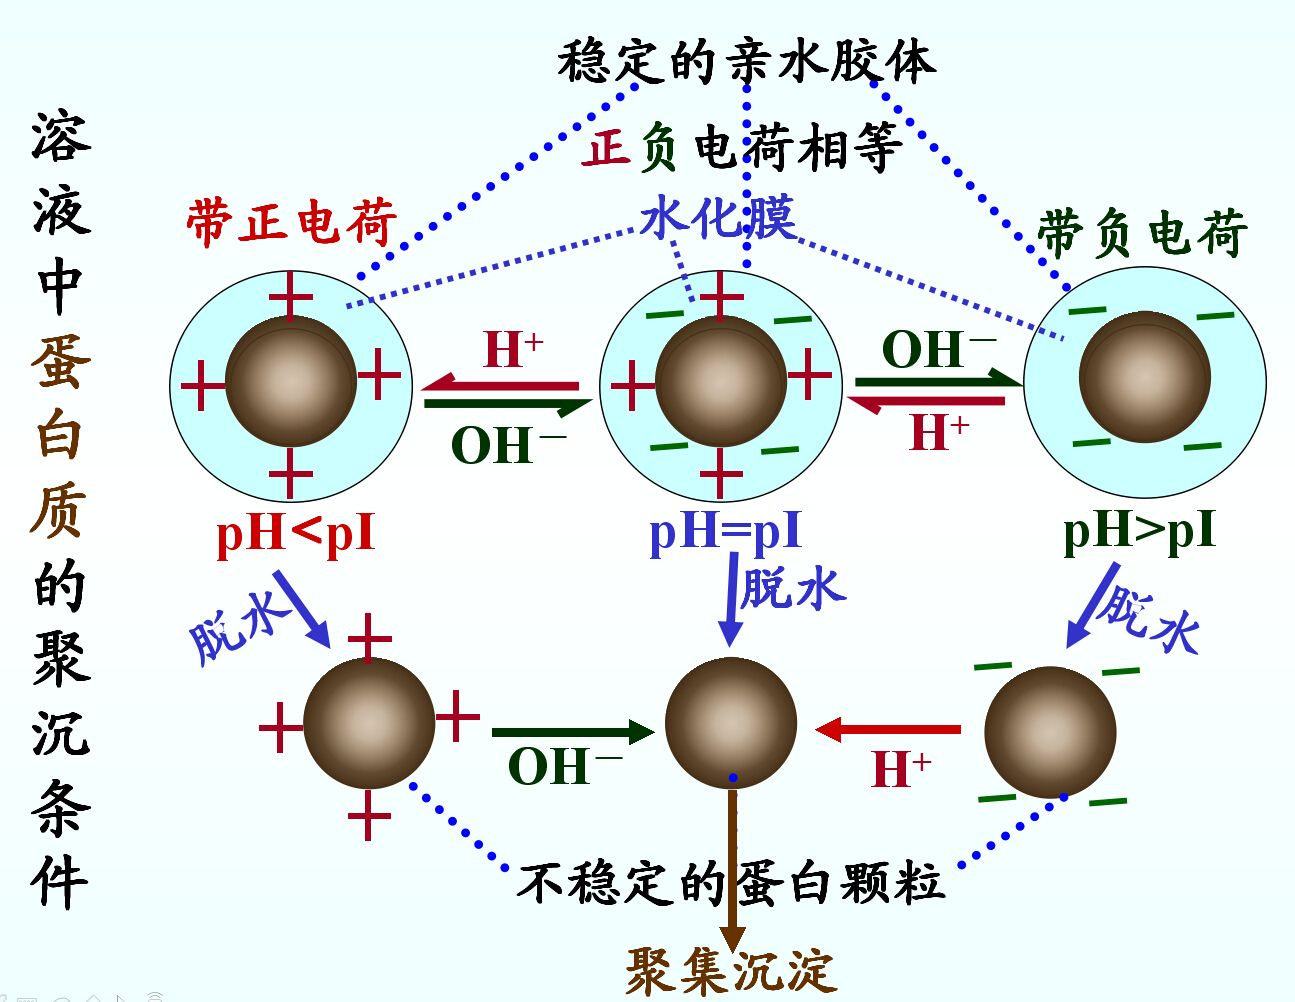 溶液中蛋白质的聚沉条件
稳定的亲水胶体
正负电荷相等
水化膜
带正电荷
带负电荷
H+
OH−
OH−
H+
pH<pI
pH=pI
pH>pI
脱水
脱水
脱水
OH−
H+
不稳定的蛋白颗粒
聚集沉淀